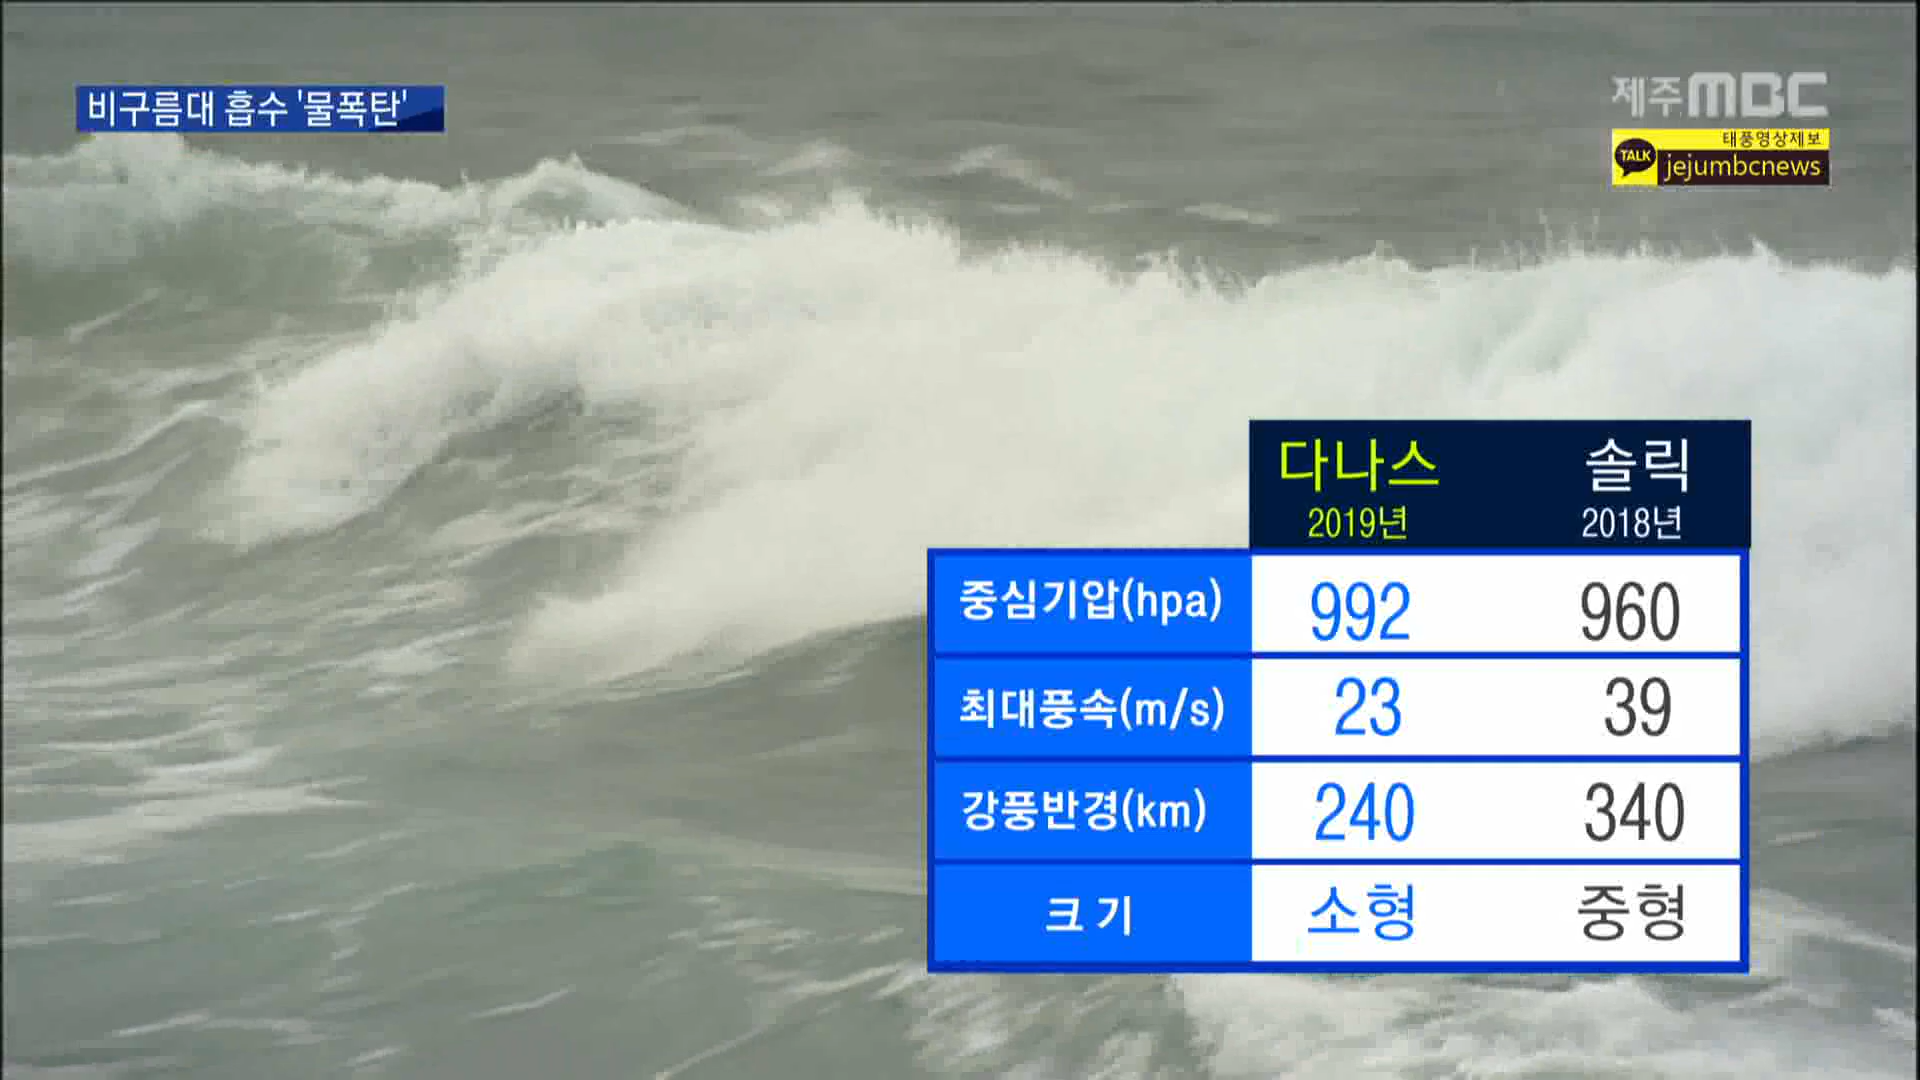 비구름대 흡수 '물폭탄'
제주MBC
태풍영상제보
TALK
jejumbcnews
다나스 솔릭
2019년 2018년
중심기압(hpa) 992 960
최대풍속(m/s) 23 39
강풍반경(km) 240 340
크기 소형 중형